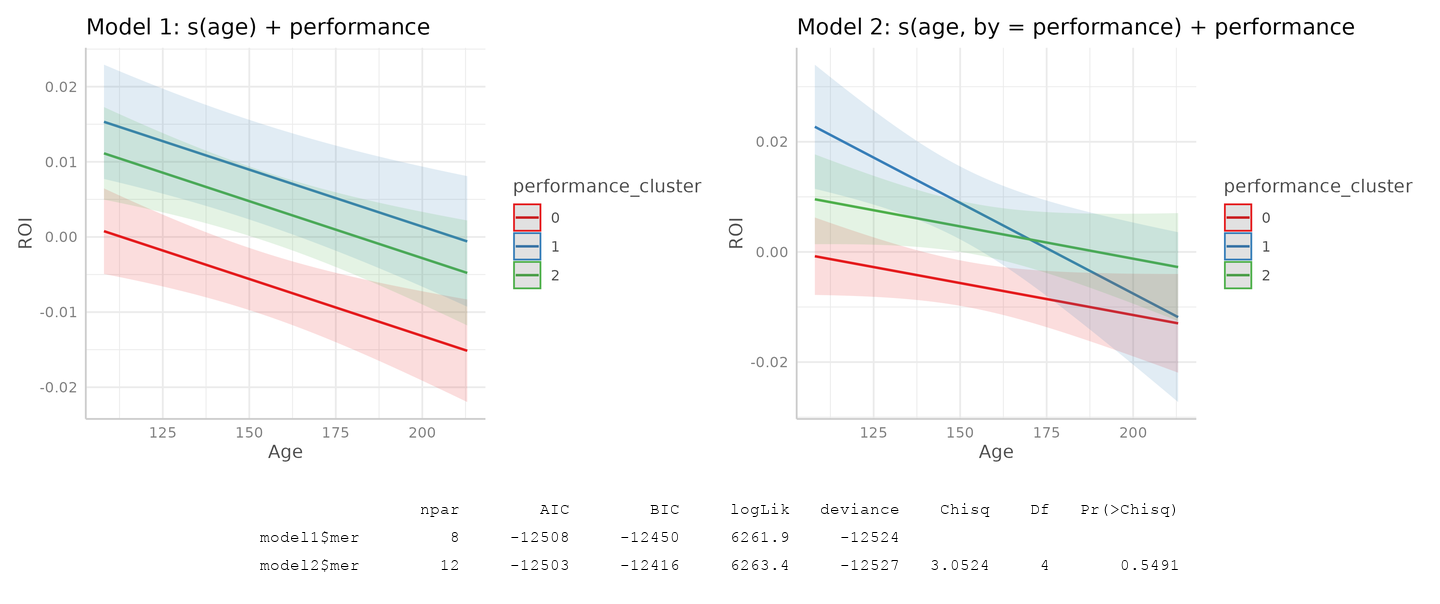 Model 1: s(age) + performance
ROI
0.02
0.01
0.00
-0.01
-0.02
125 150 175 200
Age
performance_cluster
0
1
2
Model 2: s(age, by = performance) + performance
ROI
0.02
0.00
-0.02
125 150 175 200
Age
performance_cluster
0
1
2
npar AIC BIC logLik deviance Chisq Df Pr(>Chisq)
model1$mer 8 -12508 -12450 6261.9 -12524
model2$mer 12 -12503 -12416 6263.4 -12527 3.0524 4 0.5491